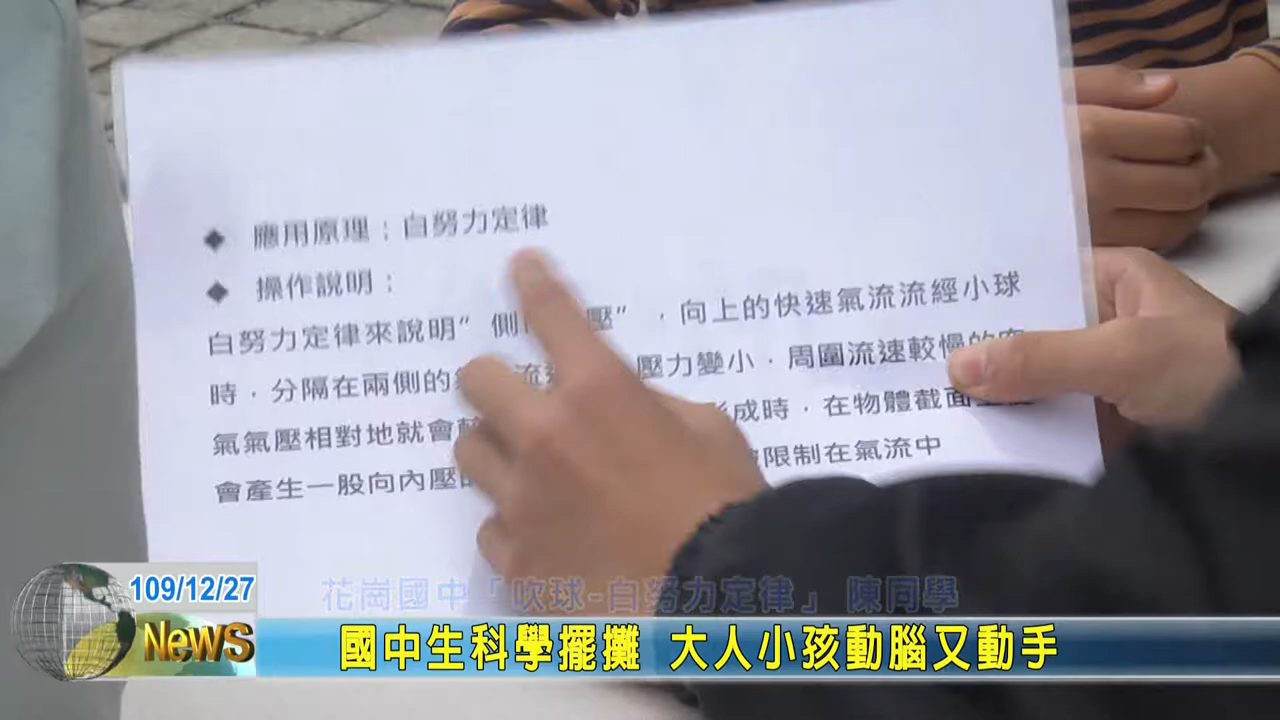 ◆ 應用原理：白努力定律
◆ 操作說明：
白努力定律來說明” 側 壓” ，向上的快速氣流流經小球
時，分隔在兩側的 流 壓力變小，周圍流速較慢的
氣氣壓相對地就會 形成時，在物體截面
會產生一股向內壓 限制在氣流中
109/12/27
News
花崗國中「吹球-白努力定律」 陳同學
國中生科學擺攤 大人小孩動腦又動手